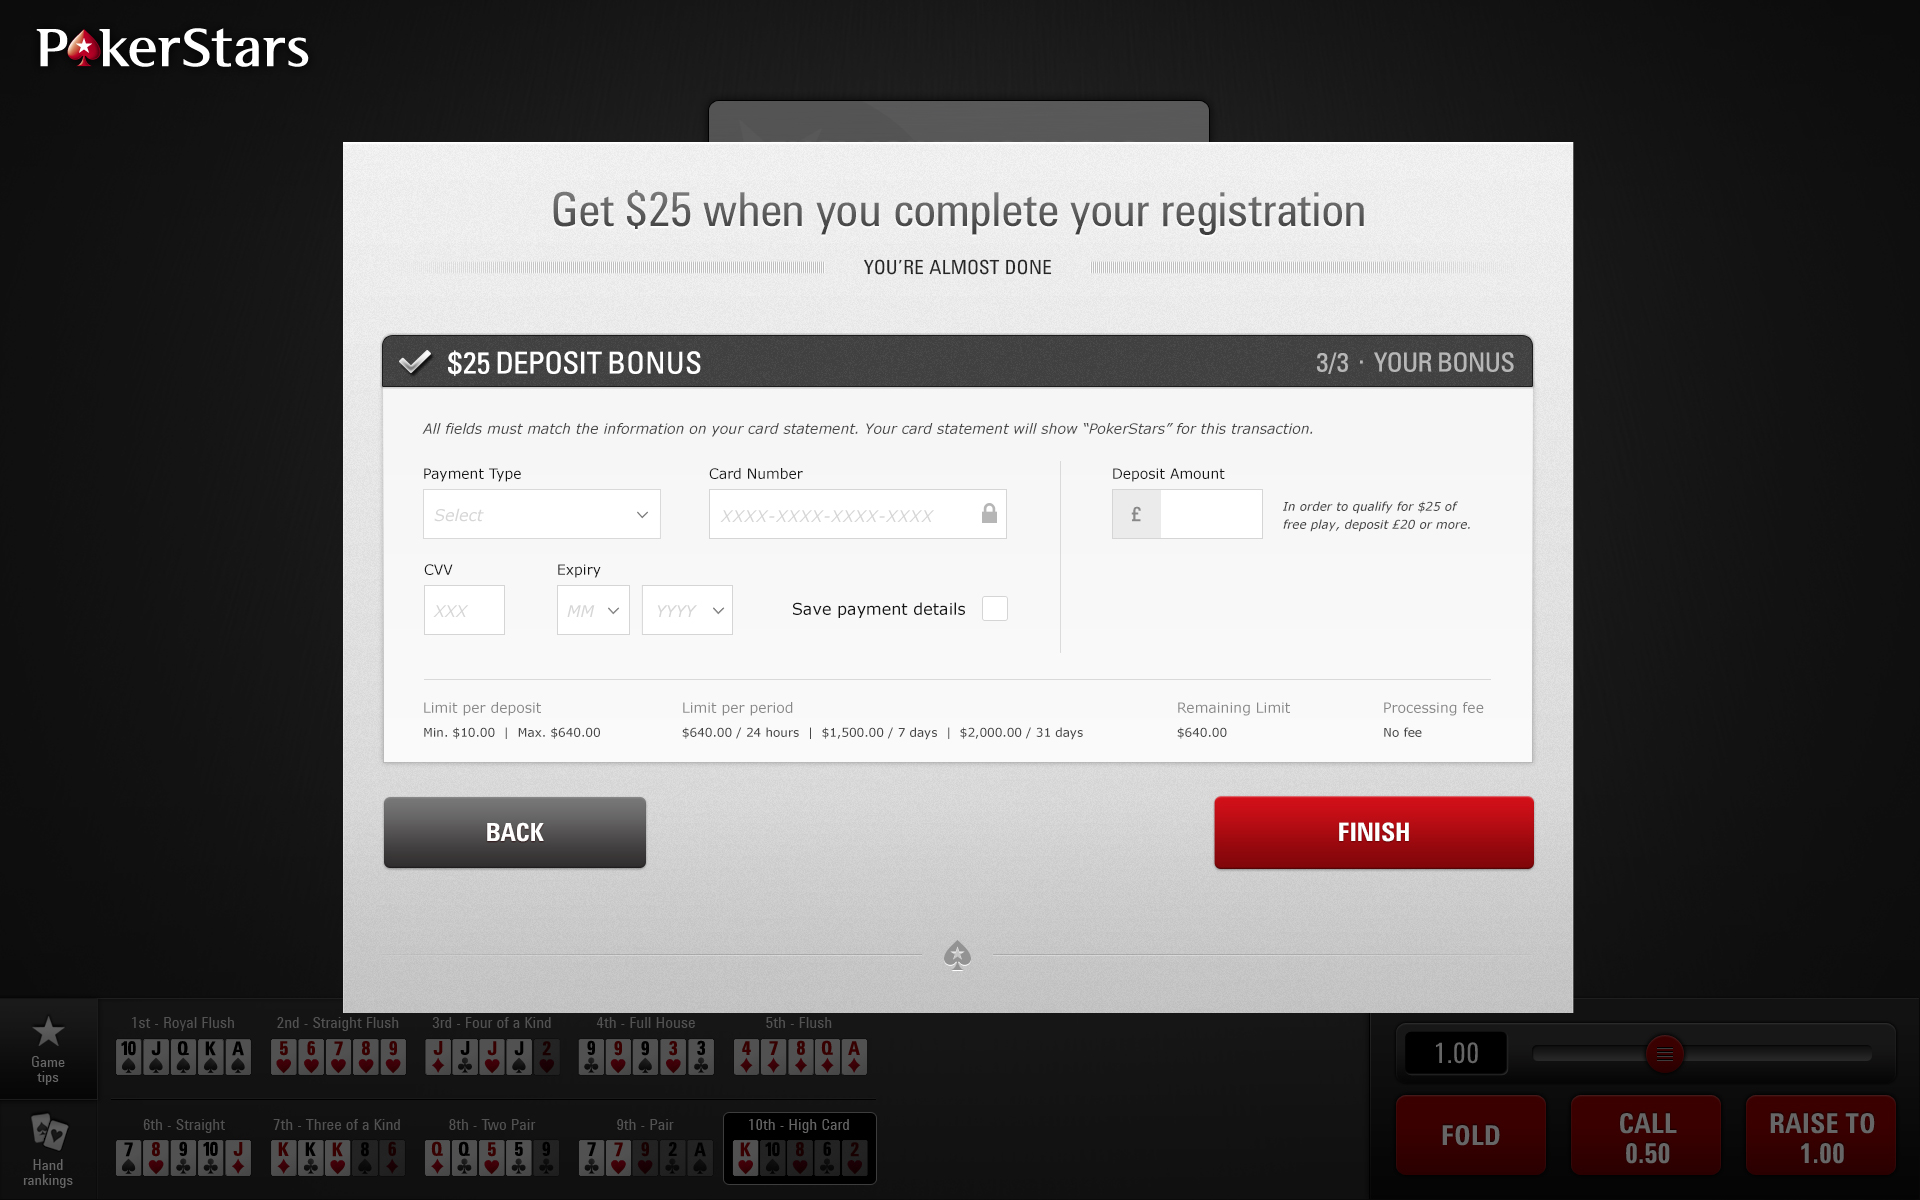 PokerStars
Get $25 when you complete your registration
YOU'RE ALMOST DONE
$25 DEPOSIT BONUS
3/3 · YOUR BONUS
All fields must match the information on your card statement. Your card statement will show “PokerStars” for this transaction.
Payment Type
Card Number
Deposit Amount
Select
XXXX-XXXX-XXXX-XXXX
£
In order to qualify for $25 of
free play, deposit £20 or more.
CVV
Expiry
XXX
MM
YYYY
Save payment details
Limit per deposit
Limit per period
Remaining Limit
Processing fee
Min. $10.00 | Max. $640.00
$640.00 / 24 hours | $1,500.00 / 7 days | $2,000.00 / 31 days
$640.00
No fee
BACK
FINISH
Game
tips
Hand
rankings
1st - Royal Flush
10 J Q K A
2nd - Straight Flush
5 6 7 8 9
3rd - Four of a Kind
J J J J 2
4th - Full House
9 9 9 3 3
5th - Flush
4 7 8 Q A
6th - Straight
7 8 9 10 J
7th - Three of a Kind
K K K 8 6
8th - Two Pair
Q Q 5 5 9
9th - Pair
7 7 9 2 A
10th - High Card
K 10 8 6 2
1.00
FOLD
CALL
0.50
RAISE TO
1.00